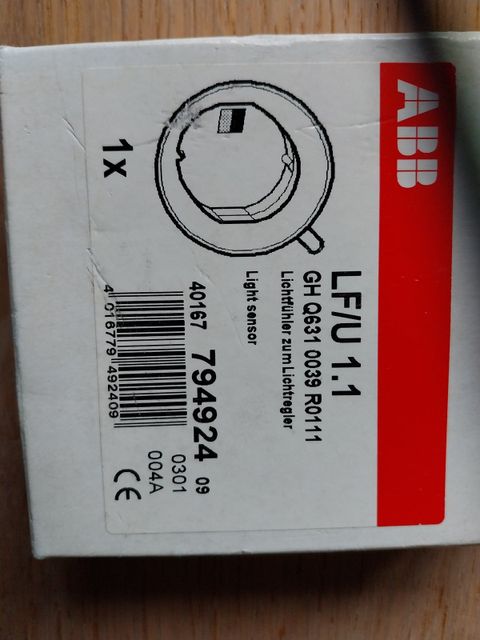 ABB
LF/U 1.1
GH Q631 0039 R0111
Lichtfühler zum Lichtregler
Light sensor
1x
40167 794924 09
0301
004A
4 016779 492409
CE